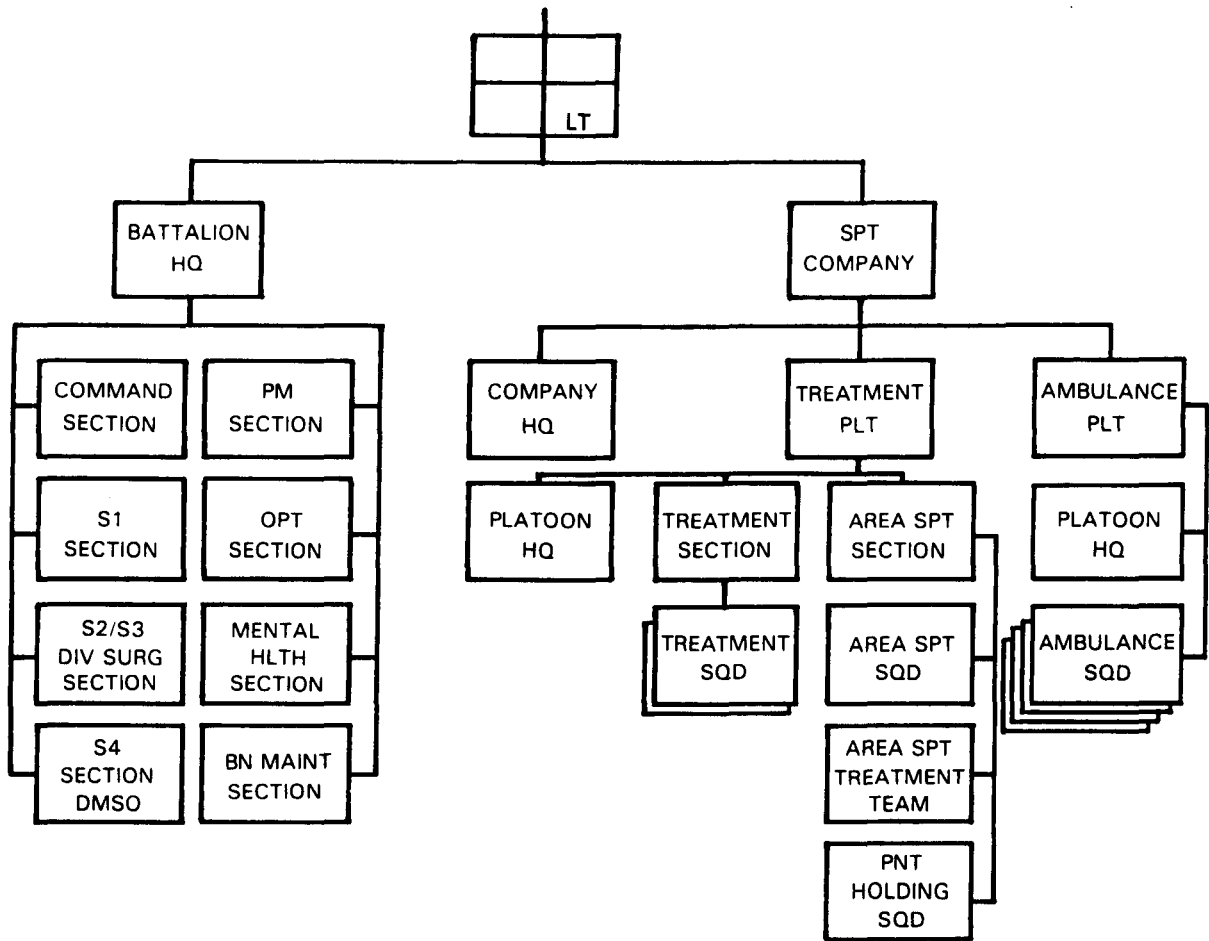 LT
BATTALION
HQ
SPT
COMPANY
COMMAND
SECTION
PM
SECTION
S1
SECTION
OPT
SECTION
S2/S3
DIV SURG
SECTION
MENTAL
HLTH
SECTION
S4
SECTION
DMSO
BN MAINT
SECTION
COMPANY
HQ
TREATMENT
PLT
AMBULANCE
PLT
PLATOON
HQ
TREATMENT
SECTION
AREA SPT
SECTION
PLATOON
HQ
TREATMENT
SQD
AREA SPT
SQD
AMBULANCE
SQD
AREA SPT
TREATMENT
TEAM
PNT
HOLDING
SQD